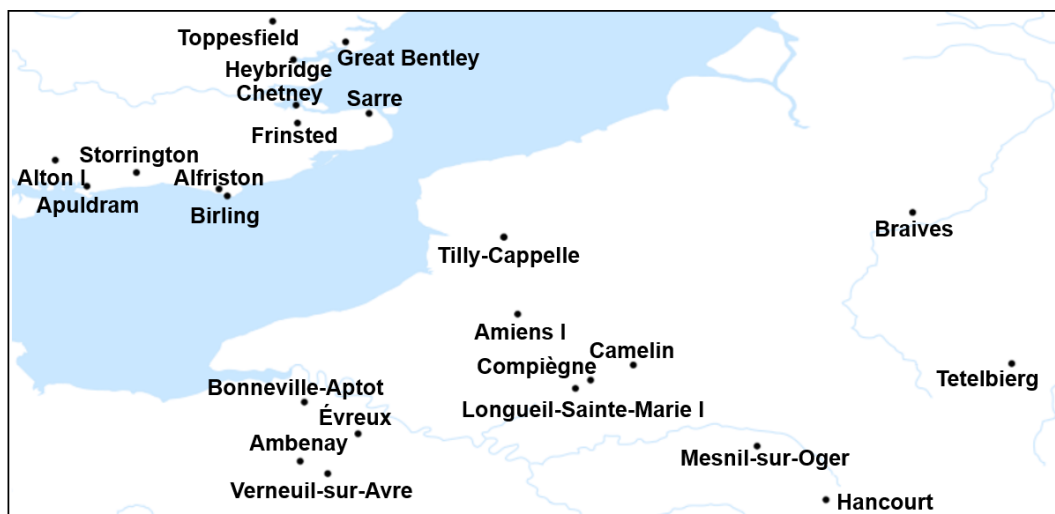 Toppesfield
Great Bentley
Heybridge
Chetney
Sarre
Frinsted
Storrington
Alton I
Alfriston
Apuldram
Birling
Braives
Tilly-Cappelle
Amiens I
Camelin
Compiègne
Tetelbierg
Bonneville-Aptot
Longueil-Sainte-Marie I
Évreux
Ambenay
Mesnil-sur-Oger
Verneuil-sur-Avre
Hancourt